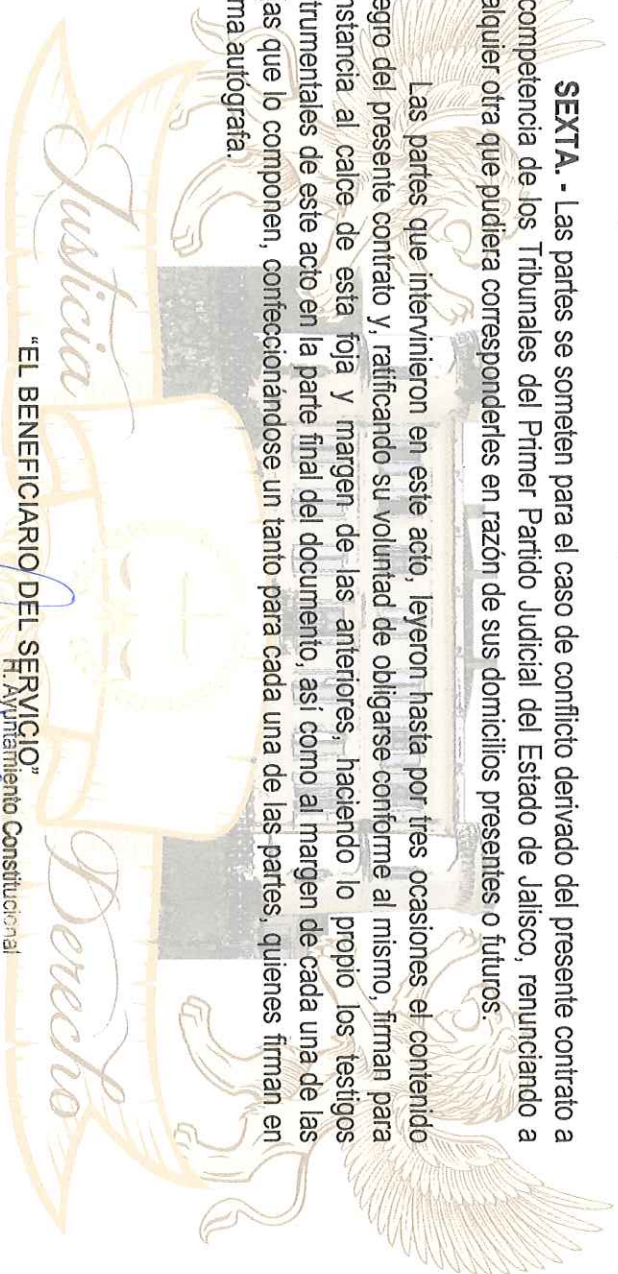 SEXTA. - Las partes se someten para el caso de conflicto derivado del presente contrato a
competencia de los Tribunales del Primer Partido Judicial del Estado de Jalisco, renunciando a
alquier otra que pudiera corresponderles en razón de sus domicilios presentes o futuros.
Las partes que intervinieron en este acto, leyeron hasta por tres ocasiones el contenido
egro del presente contrato y, ratificando su voluntad de obligarse conforme al mismo, firman para
nstancia al calce de esta foja y margen de las anteriores, haciendo lo propio los testigos
trumentales de este acto en la parte final del documento, así como al margen de cada una de las
as que lo componen, confeccionándose un tanto para cada una de las partes, quienes firman en
ma autógrafa.
Justicia
Derecho
"EL BENEFICIARIO DEL SERVICIO"
H. Ayuntamiento Constitucional